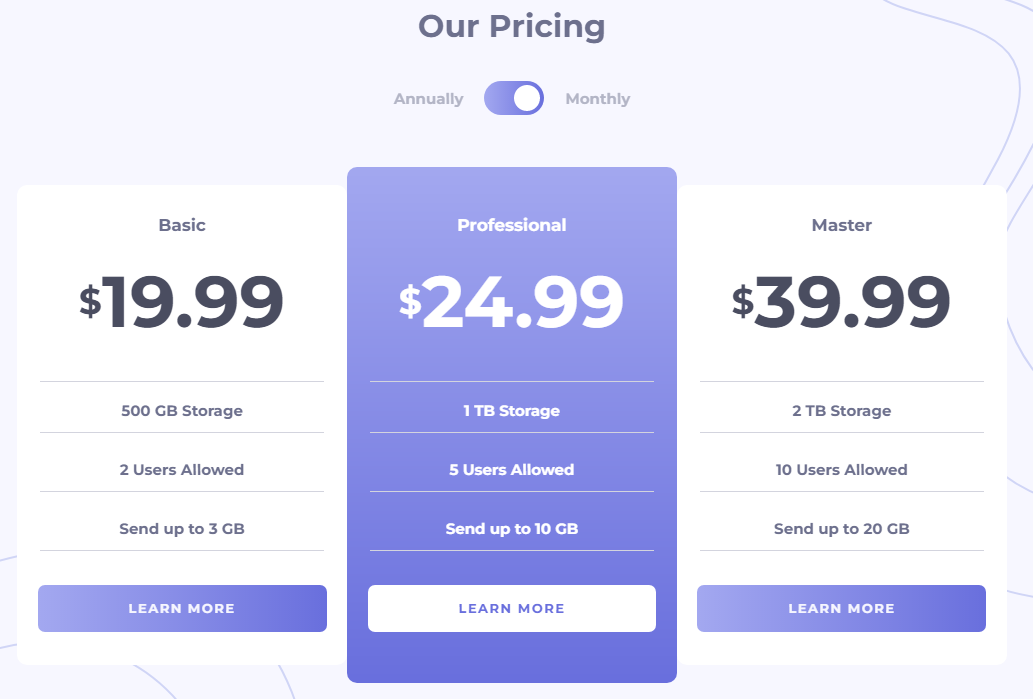 Our Pricing
Annually Monthly
Basic
$19.99
500 GB Storage
2 Users Allowed
Send up to 3 GB
LEARN MORE
Professional
$24.99
1 TB Storage
5 Users Allowed
Send up to 10 GB
LEARN MORE
Master
$39.99
2 TB Storage
10 Users Allowed
Send up to 20 GB
LEARN MORE